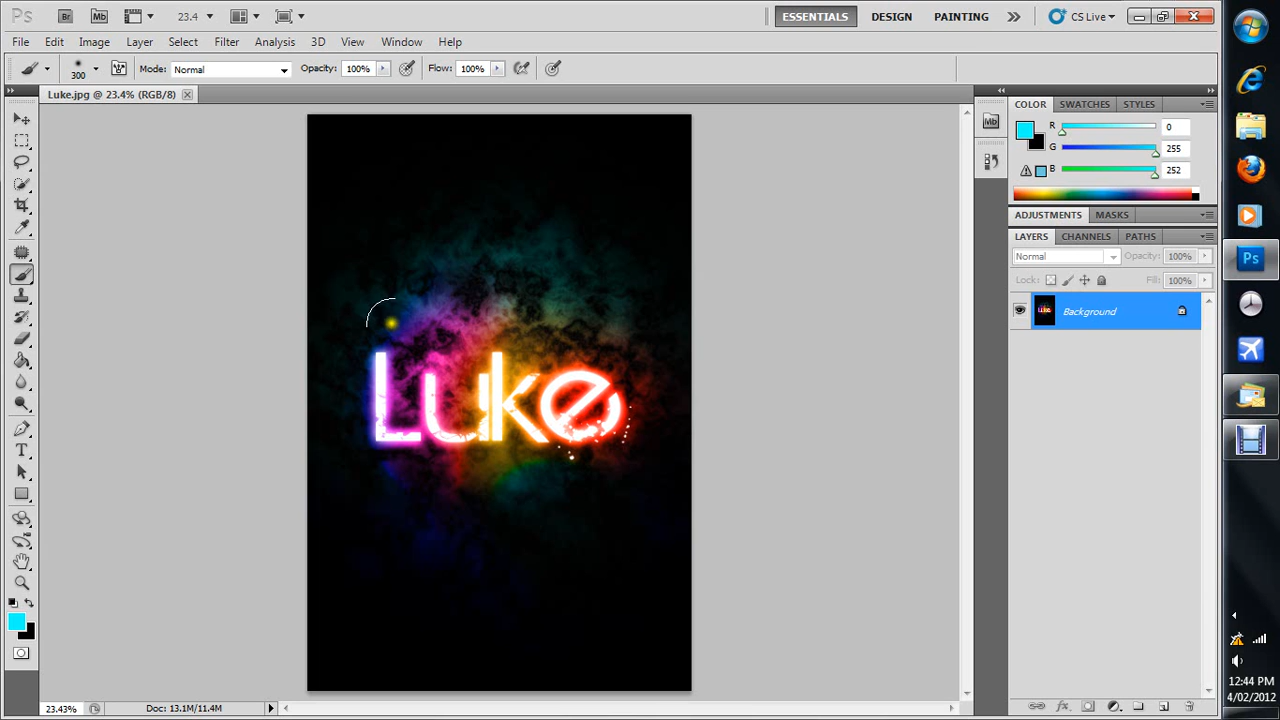 Ps Br Mb 23.4 ESSENTIALS DESIGN PAINTING CS Live
File Edit Image Layer Select Filter Analysis 3D View Window Help
300 Mode: Normal Opacity: 100% Flow: 100%
Luke.jpg @ 23.4% (RGB/8)
COLOR SWATCHES STYLES
Mb
R 0
G 255
B 252
ADJUSTMENTS MASKS
LAYERS CHANNELS PATHS
Normal Opacity: 100%
Ps
Lock: Fill: 100%
Background
Luke
T
23.43% Doc: 13.1M/11.4M
12:44 PM
4/02/2012